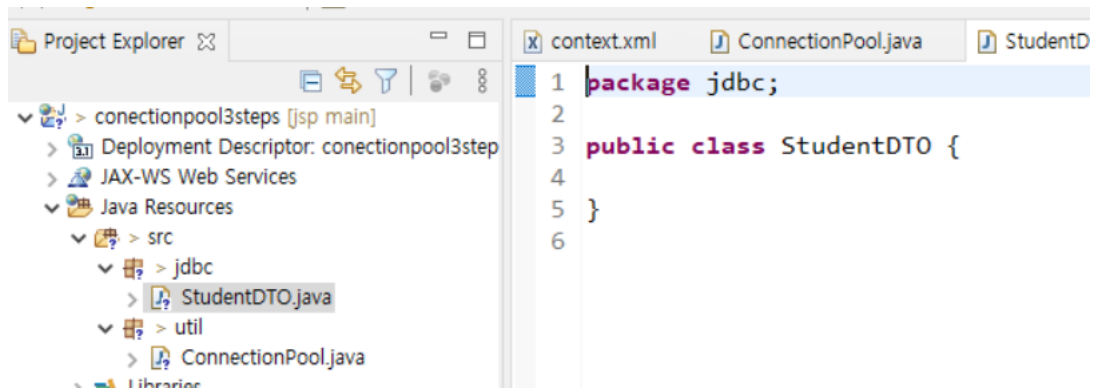 Project Explorer
> conectionpool3steps [jsp main]
Deployment Descriptor: conectionpool3step
JAX-WS Web Services
Java Resources
> src
> jdbc
StudentDTO.java
> util
ConnectionPool.java
Libraries
context.xml ConnectionPool.java StudentD
1 package jdbc;
2
3 public class StudentDTO {
4
5 }
6